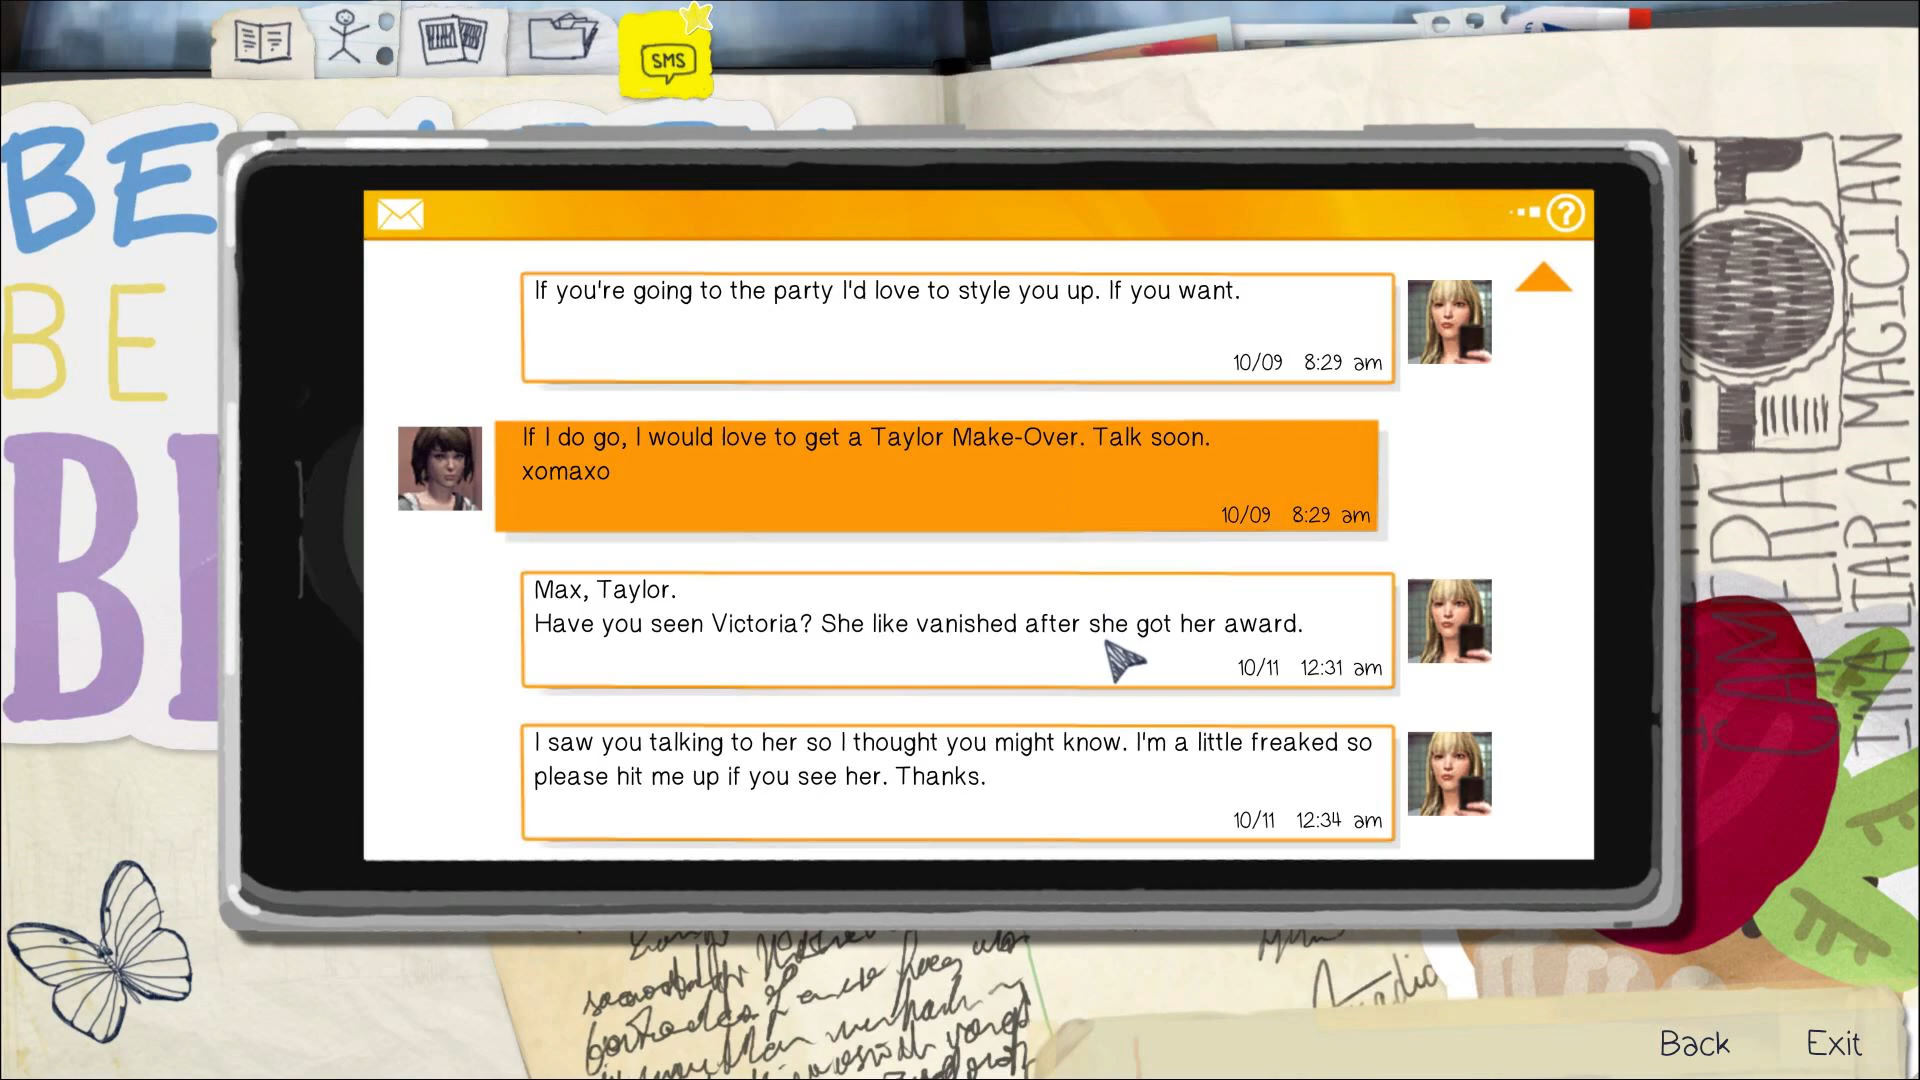 SMS
BE
BE
If you're going to the party I'd love to style you up. If you want.
10/09 8:29 am
If I do go, I would love to get a Taylor Make-Over. Talk soon.
xomaxo
10/09 8:29 am
Max, Taylor.
Have you seen Victoria? She like vanished after she got her award.
10/11 12:31 am
I saw you talking to her so I thought you might know. I'm a little freaked so
please hit me up if you see her. Thanks.
10/11 12:34 am
CAMERA
I'M A LIAR, A MAGICIAN
Back Exit